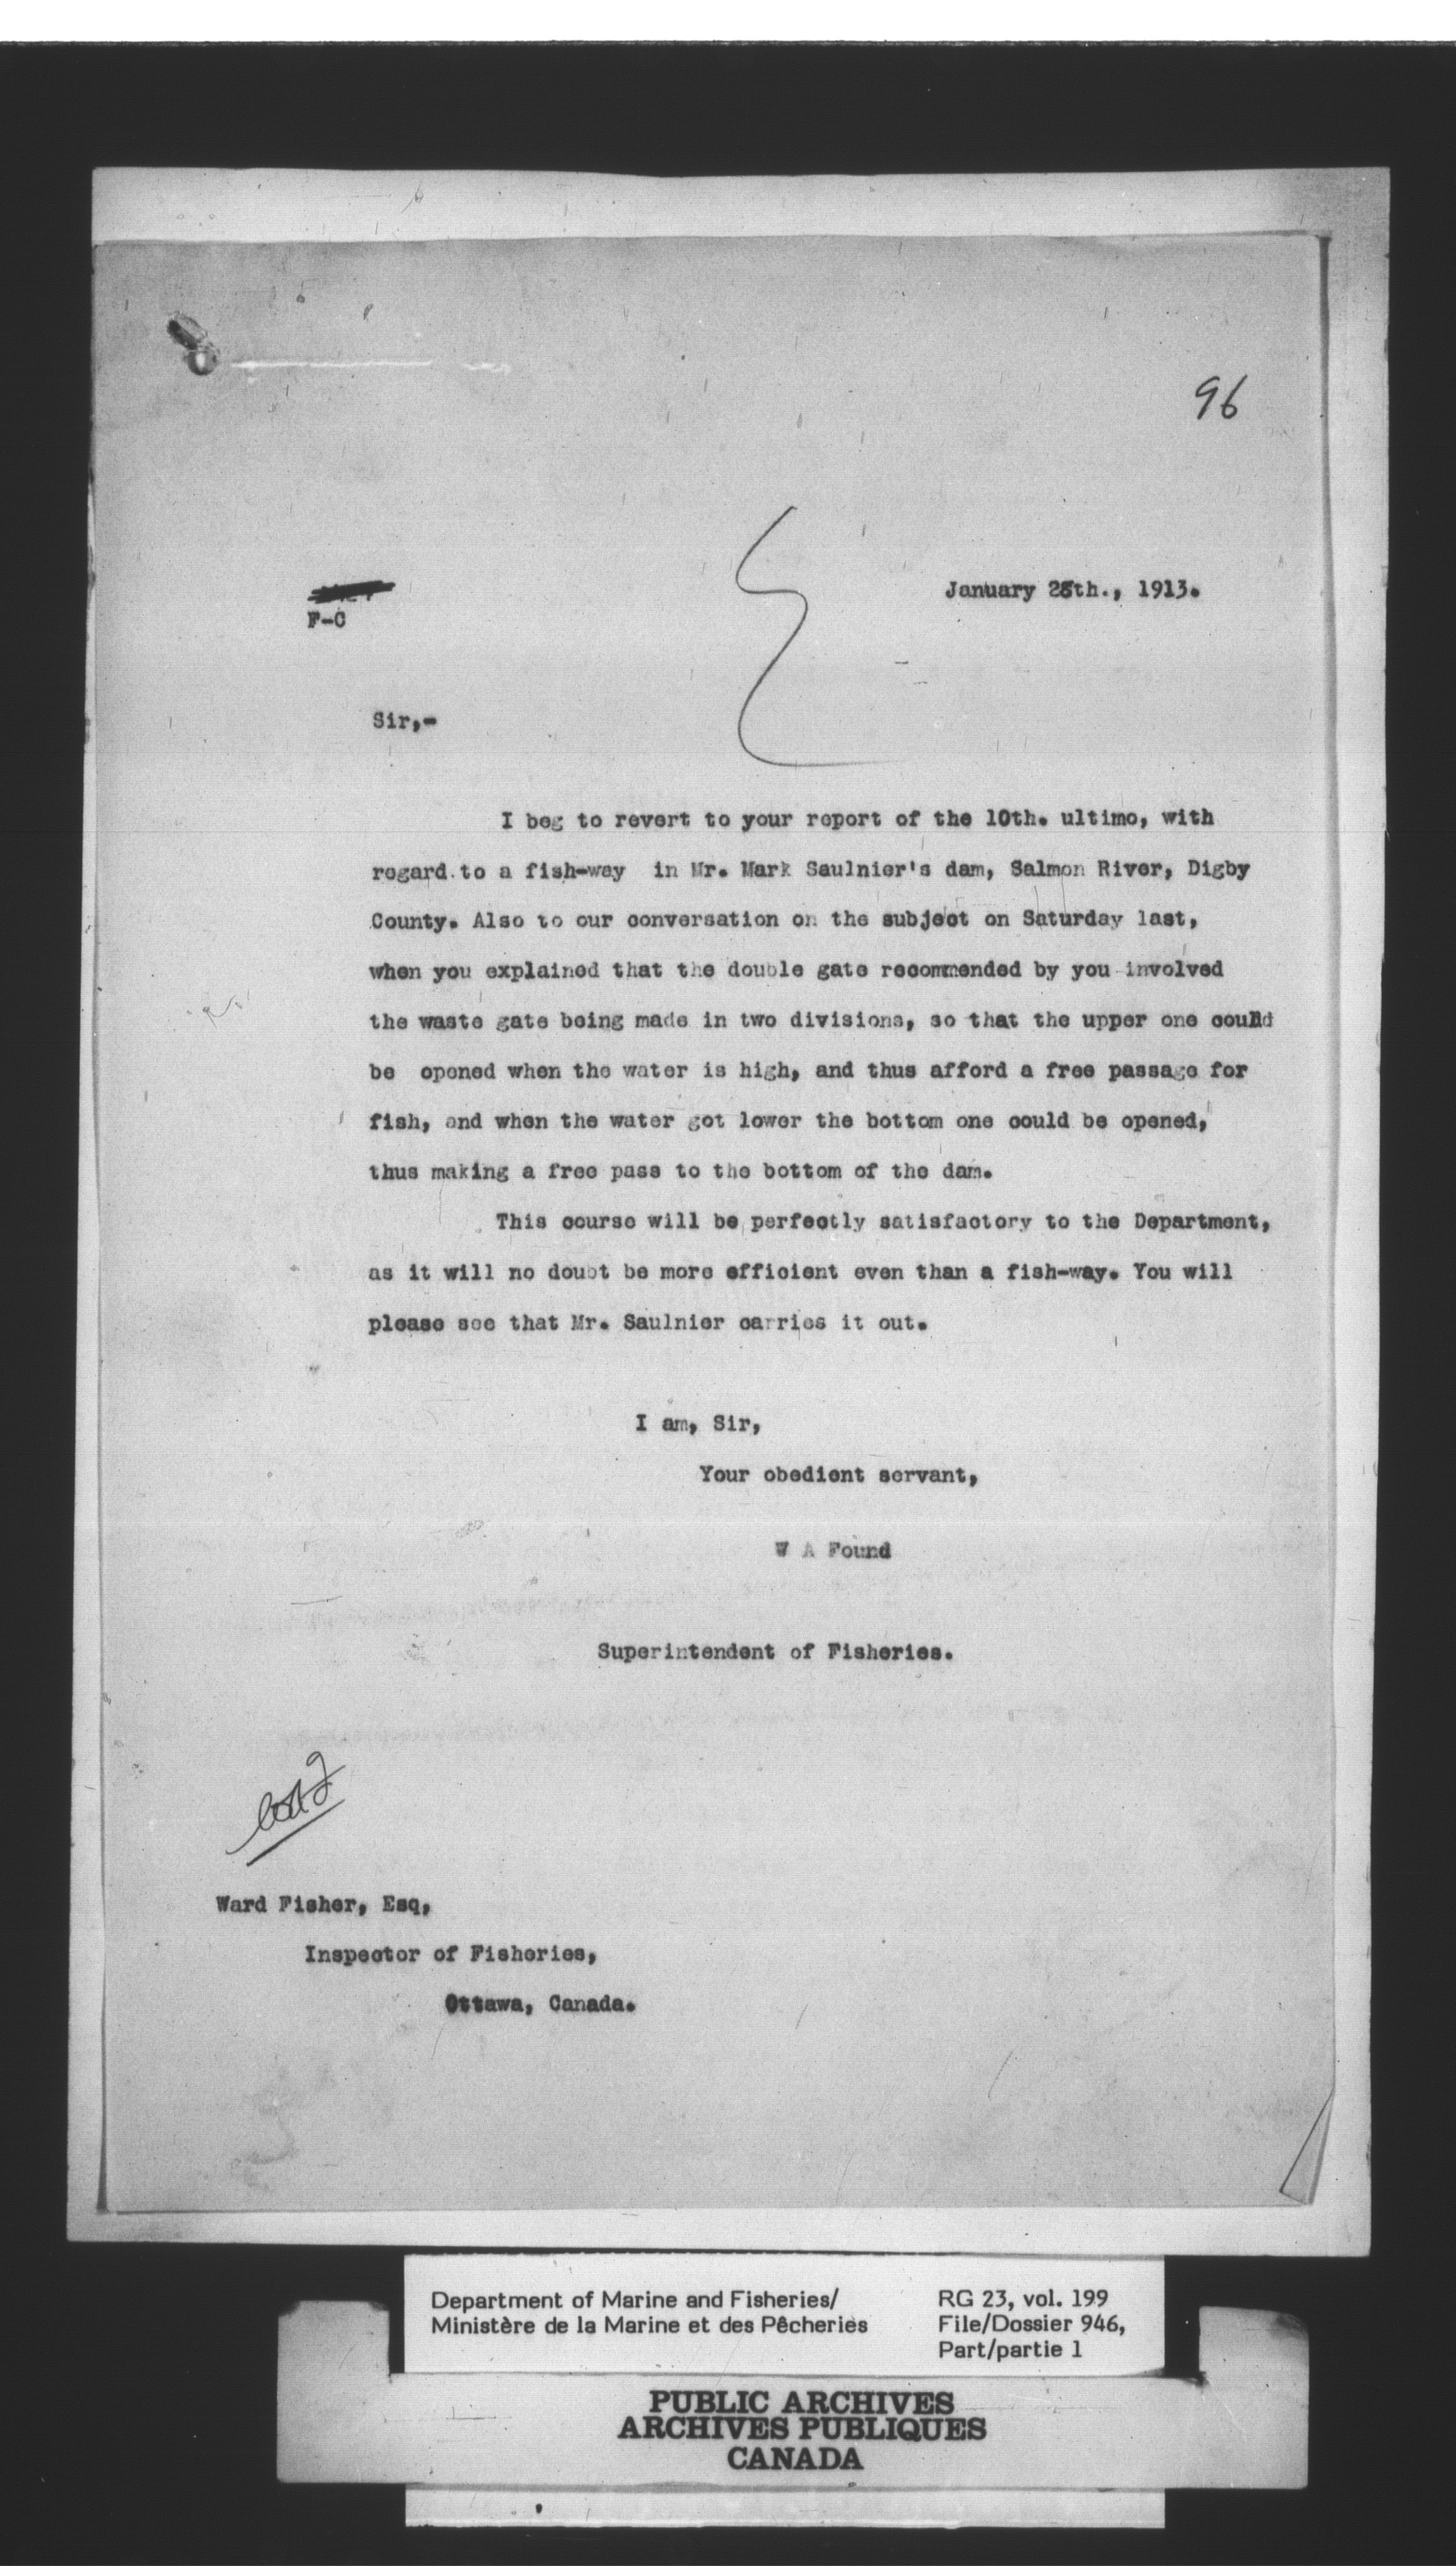 96
January 28th., 1913.
F-C
Sir,-
I beg to revert to your report of the 10th. ultimo, with
regard to a fish-way in Mr. Mark Saulnier's dam, Salmon River, Digby
County. Also to our conversation on the subject on Saturday last,
when you explained that the double gate recommended by you involved
the waste gate being made in two divisions, so that the upper one could
be opened when the water is high, and thus afford a free passage for
fish, and when the water got lower the bottom one could be opened,
thus making a free pass to the bottom of the dam.
This course will be perfectly satisfactory to the Department,
as it will no doubt be more efficient even than a fish-way. You will
please see that Mr. Saulnier carries it out.
I am, Sir,
Your obedient servant,
W A Found
Superintendent of Fisheries.
Ward Fisher, Esq,
Inspector of Fisheries,
Ottawa, Canada.
Department of Marine and Fisheries/
Ministère de la Marine et des Pêcheries
RG 23, vol. 199
File/Dossier 946,
Part/partie 1
PUBLIC ARCHIVES
ARCHIVES PUBLIQUES
CANADA